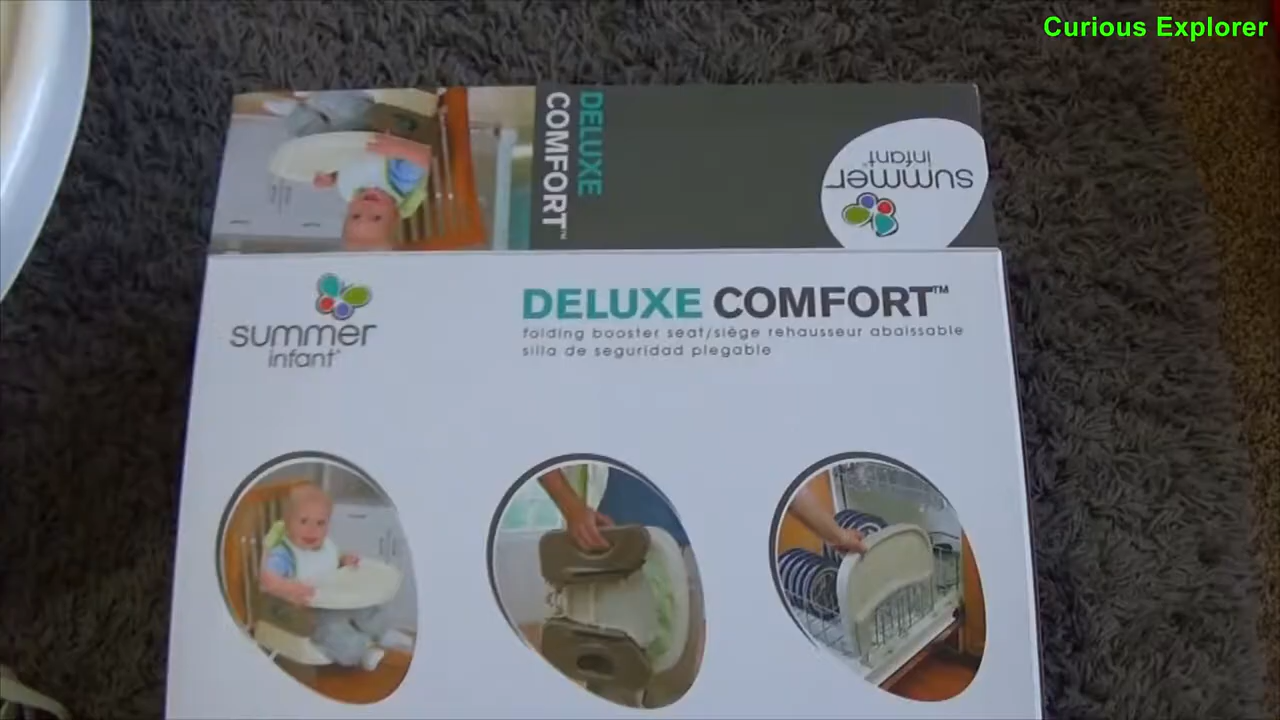 Curious Explorer
DELUXE
COMFORT™
summer
infant
summer
infant
DELUXE COMFORT™
folding booster seat/siège rehausseur abaissable
silla de seguridad plegable